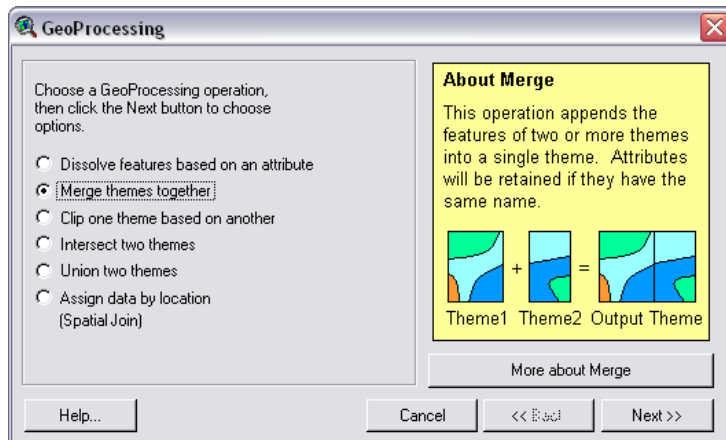 GeoProcessing
Choose a GeoProcessing operation,
then click the Next button to choose
options.
Dissolve features based on an attribute
Merge themes together
Clip one theme based on another
Intersect two themes
Union two themes
Assign data by location
(Spatial Join)
About Merge
This operation appends the
features of two or more themes
into a single theme.  Attributes
will be retained if they have the
same name.
+ =
Theme1 Theme2 Output Theme
More about Merge
Help... Cancel << Back Next >>